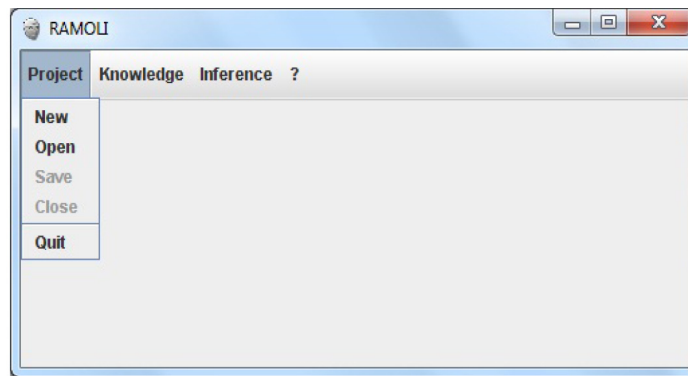 RAMOLI
Project Knowledge Inference ?
New
Open
Save
Close
Quit